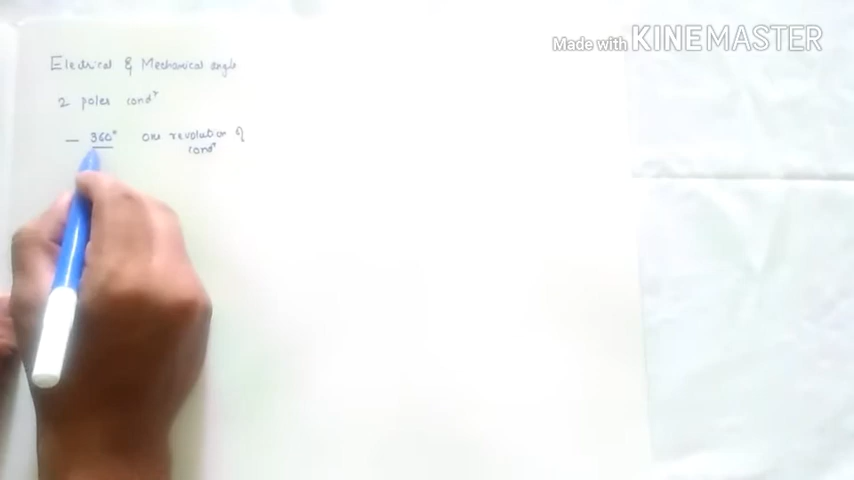 Made with KINEMASTER
Electrical & Mechanical angle
2 poles cond^r
— 360° one revolution of
cond^r